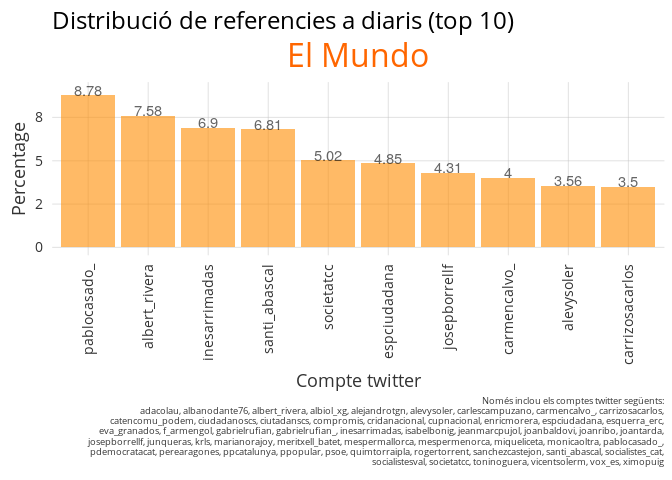 Distribució de referencies a diaris (top 10)
El Mundo
Percentage
8
5
2
0
8.78
7.58
6.9
6.81
5.02
4.85
4.31
4
3.56
3.5
pablocasado_
albert_rivera
inesarrimadas
santi_abascal
societatcc
espciudadana
josepborrellf
carmencalvo_
alevysoler
carrizosacarlos
Compte twitter
Només inclou els comptes twitter següents:
adacolau, albanodante76, albert_rivera, albiol_xg, alejandrotgn, alevysoler, carlescampuzano, carmencalvo_, carrizosacarlos,
catencomu_podem, ciudadanoscs, ciutadanscs, compromis, cridanacional, cupnacional, enricmorera, espciudadana, esquerra_erc,
eva_granados, f_armengol, gabrielrufian, gabrielrufian_, inesarrimadas, isabelbonig, jeanmarcpujol, joanbaldovi, joanribo, joantarda,
josepborrellf, junqueras, krls, marianorajoy, meritxell_batet, mespermallorca, mespermenorca, miqueliceta, monicaoltra, pablocasado_,
pdemocratacat, perearagones, ppcatalunya, ppopular, psoe, quimtorraipla, rogertorrent, sanchezcastejon, santi_abascal, socialistes_cat,
socialistesval, societatcc, toninoguera, vicentsolerm, vox_es, ximopuig